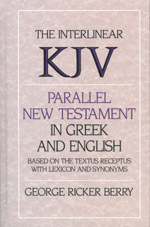 THE INTERLINEAR
KJV
PARALLEL
NEW TESTAMENT
IN GREEK
AND ENGLISH
BASED ON THE TEXTUS RECEPTUS
WITH LEXICON AND SYNONYMS
GEORGE RICKER BERRY